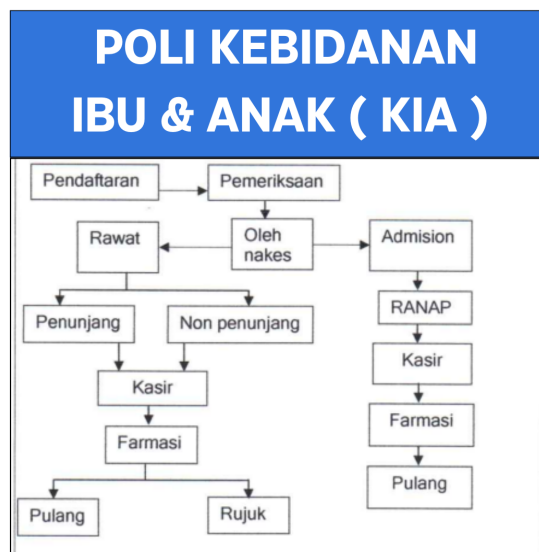 POLI KEBIDANAN
IBU & ANAK ( KIA )
Pendaftaran
Pemeriksaan
Oleh
nakes
Rawat
Admision
Penunjang
Non penunjang
RANAP
Kasir
Kasir
Farmasi
Farmasi
Pulang
Rujuk
Pulang